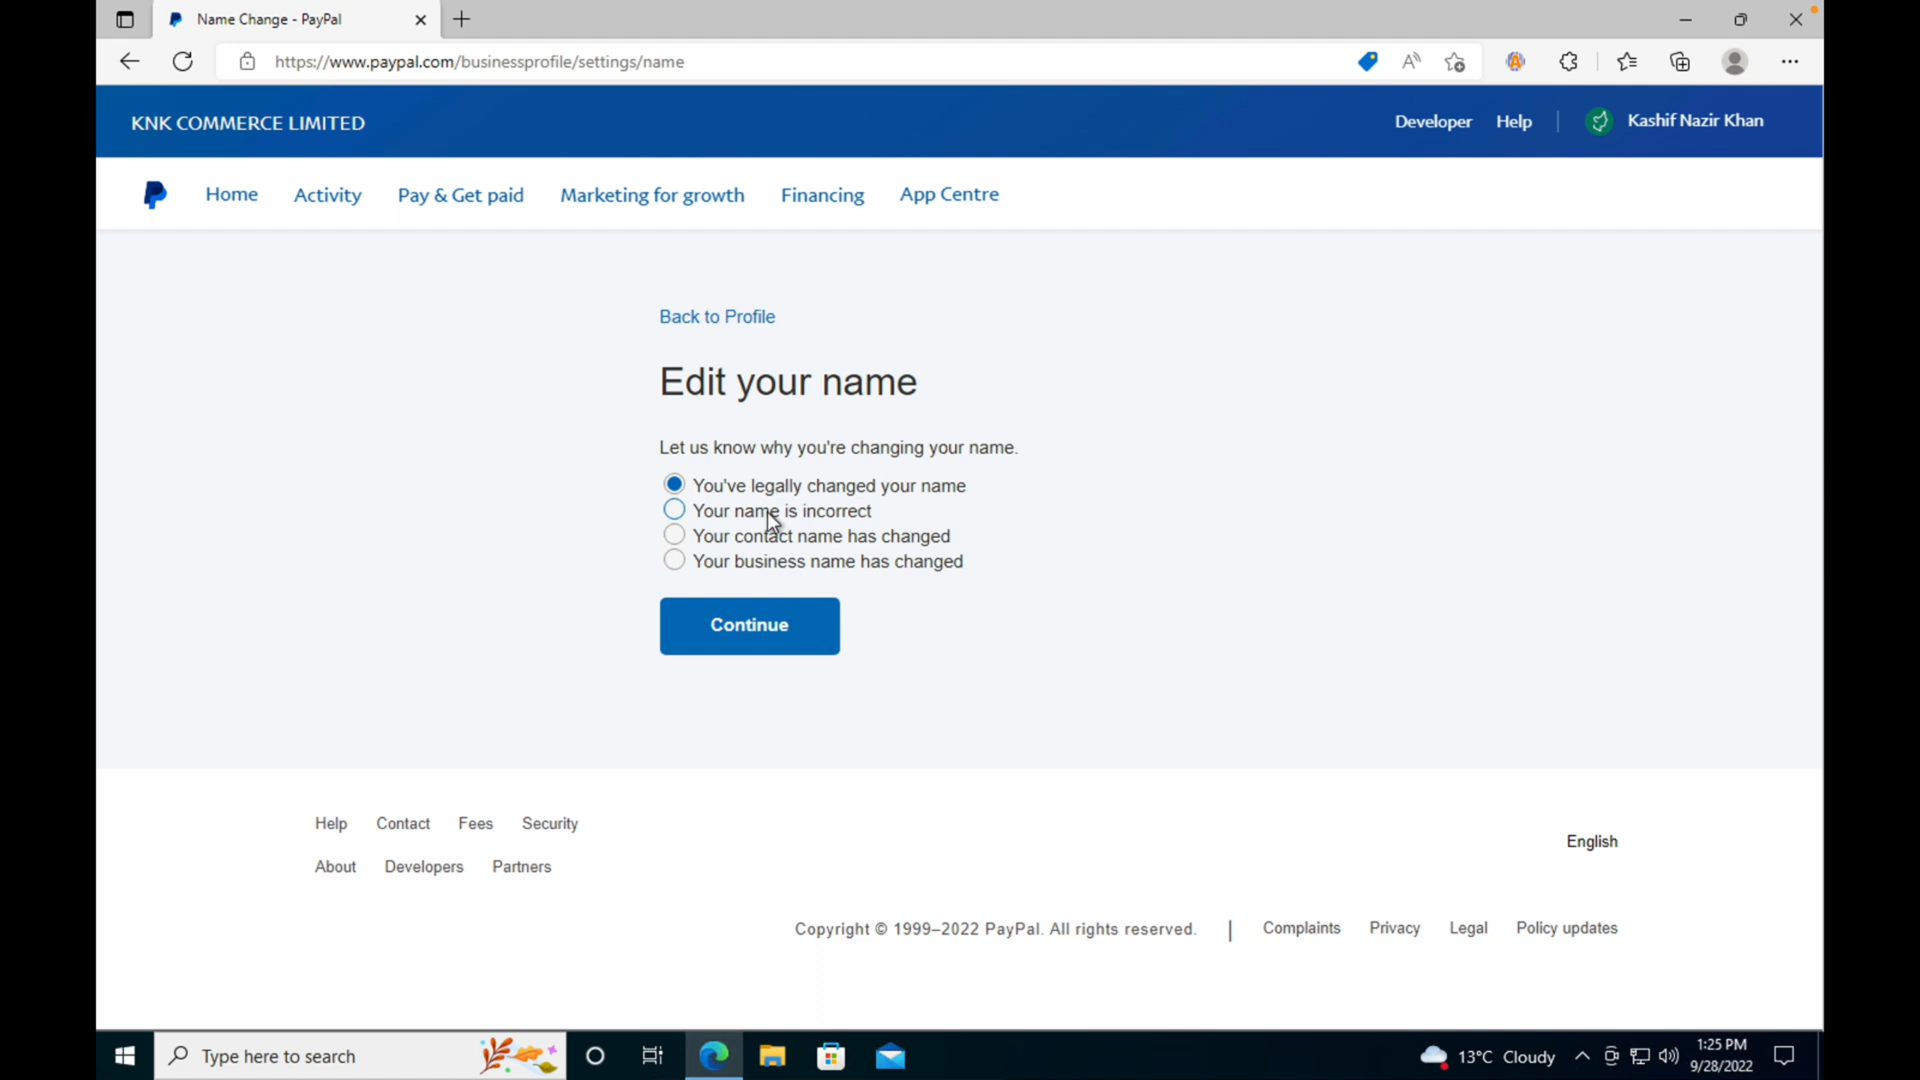 Name Change - PayPal
https://www.paypal.com/businessprofile/settings/name
KNK COMMERCE LIMITED
Developer Help Kashif Nazir Khan
Home Activity Pay & Get paid Marketing for growth Financing App Centre
Back to Profile
Edit your name
Let us know why you're changing your name.
You've legally changed your name
Your name is incorrect
Your contact name has changed
Your business name has changed
Continue
Help Contact Fees Security
English
About Developers Partners
Copyright © 1999–2022 PayPal. All rights reserved. | Complaints Privacy Legal Policy updates
Type here to search
13°C Cloudy
1:25 PM
9/28/2022